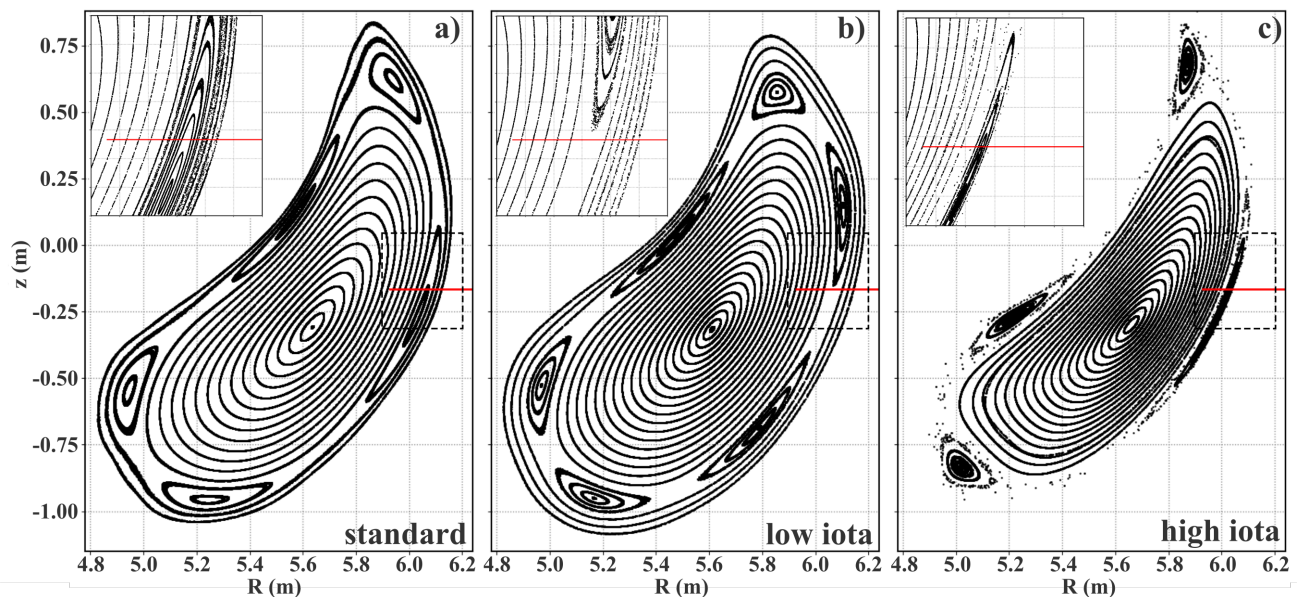 a)
b)
c)
0.75
0.50
0.25
0.00
-0.25
-0.50
-0.75
-1.00
z (m)
standard
low iota
high iota
4.8 5.0 5.2 5.4 5.6 5.8 6.0 6.2
4.8 5.0 5.2 5.4 5.6 5.8 6.0 6.2
4.8 5.0 5.2 5.4 5.6 5.8 6.0 6.2
R (m)
R (m)
R (m)